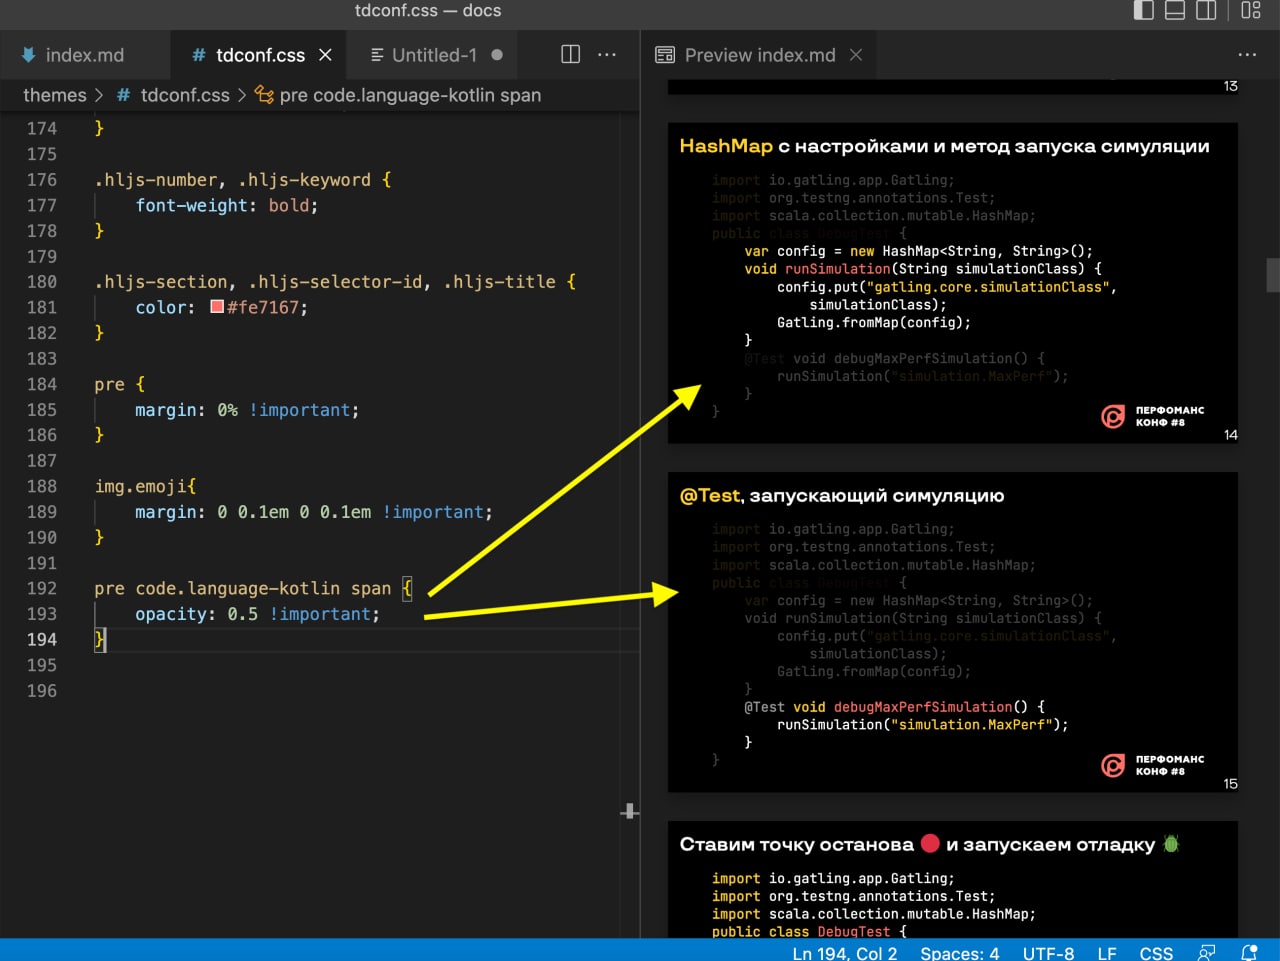 tdconf.css — docs
index.md
# tdconf.css
Untitled-1
Preview index.md
themes > # tdconf.css > pre code.language-kotlin span
174 }
175
176 .hljs-number, .hljs-keyword {
177 font-weight: bold;
178 }
179
180 .hljs-section, .hljs-selector-id, .hljs-title {
181 color: #fe7167;
182 }
183
184 pre {
185 margin: 0% !important;
186 }
187
188 img.emoji{
189 margin: 0 0.1em 0 0.1em !important;
190 }
191
192 pre code.language-kotlin span {
193 opacity: 0.5 !important;
194 }
195
196
13
HashMap с настройками и метод запуска симуляции
import io.gatling.app.Gatling;
import org.testng.annotations.Test;
import scala.collection.mutable.HashMap;
public class DebugTest {
var config = new HashMap<String, String>();
void runSimulation(String simulationClass) {
config.put("gatling.core.simulationClass",
simulationClass);
Gatling.fromMap(config);
}
@Test void debugMaxPerfSimulation() {
runSimulation("simulation.MaxPerf");
}
}
ПЕРФОМАНС
КОНФ #8
14
@Test, запускающий симуляцию
import io.gatling.app.Gatling;
import org.testng.annotations.Test;
import scala.collection.mutable.HashMap;
public class DebugTest {
var config = new HashMap<String, String>();
void runSimulation(String simulationClass) {
config.put("gatling.core.simulationClass",
simulationClass);
Gatling.fromMap(config);
}
@Test void debugMaxPerfSimulation() {
runSimulation("simulation.MaxPerf");
}
}
ПЕРФОМАНС
КОНФ #8
15
Ставим точку останова 🔴 и запускаем отладку 🪲
import io.gatling.app.Gatling;
import org.testng.annotations.Test;
import scala.collection.mutable.HashMap;
public class DebugTest {
Ln 194, Col 2 Spaces: 4 UTF-8 LF CSS